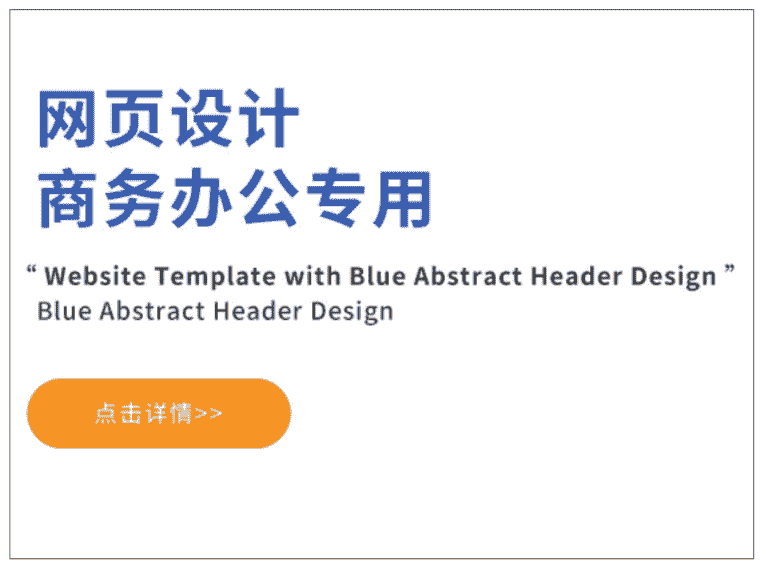 网页设计
商务办公专用
“ Website Template with Blue Abstract Header Design ”
Blue Abstract Header Design
点击详情>>